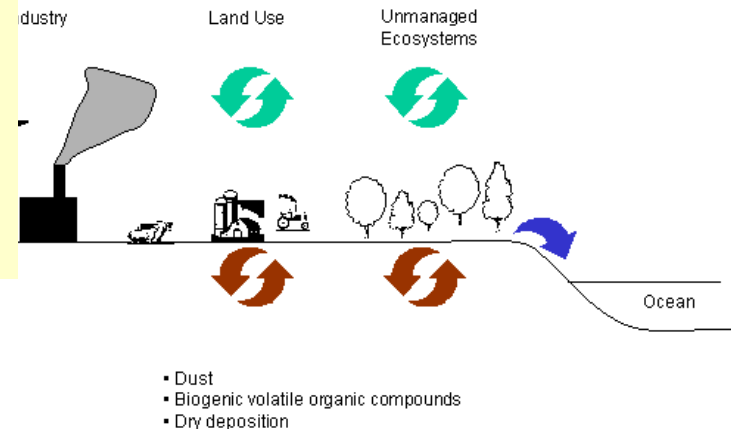 ndustry
Land Use
Unmanaged
Ecosystems
Ocean
▪ Dust
▪ Biogenic volatile organic compounds
▪ Dry deposition